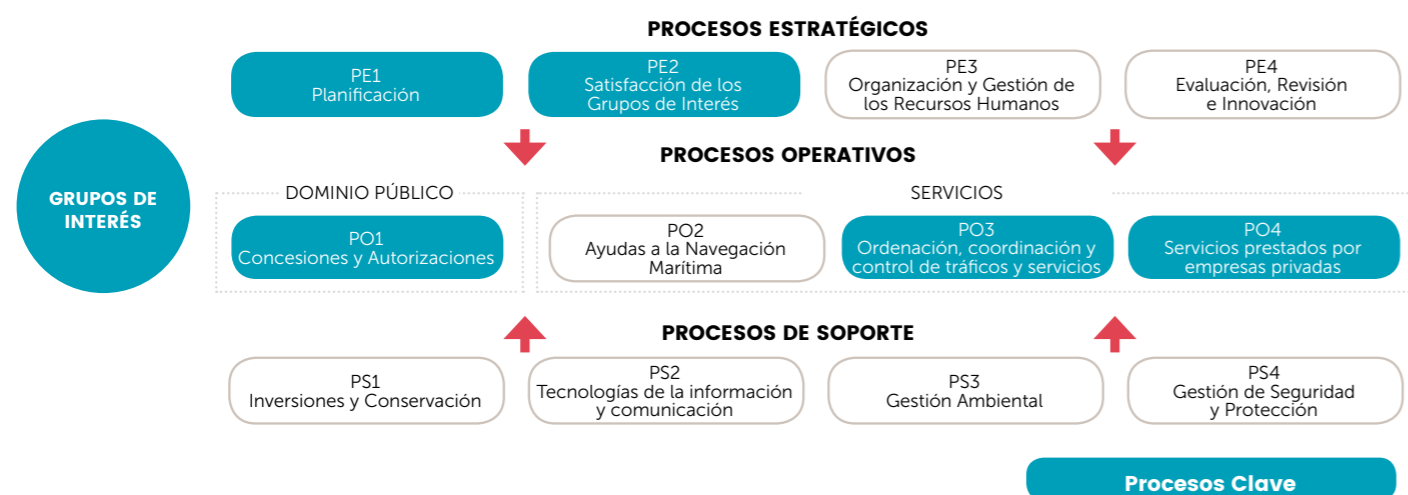 PROCESOS ESTRATÉGICOS
PE1
Planificación
PE2
Satisfacción de los
Grupos de Interés
PE3
Organización y Gestión de
los Recursos Humanos
PE4
Evaluación, Revisión
e Innovación
GRUPOS DE
INTERÉS
PROCESOS OPERATIVOS
DOMINIO PÚBLICO
SERVICIOS
PO1
Concesiones y Autorizaciones
PO2
Ayudas a la Navegación
Marítima
PO3
Ordenación, coordinación y
control de tráficos y servicios
PO4
Servicios prestados por
empresas privadas
PROCESOS DE SOPORTE
PS1
Inversiones y Conservación
PS2
Tecnologías de la información
y comunicación
PS3
Gestión Ambiental
PS4
Gestión de Seguridad
y Protección
Procesos Clave